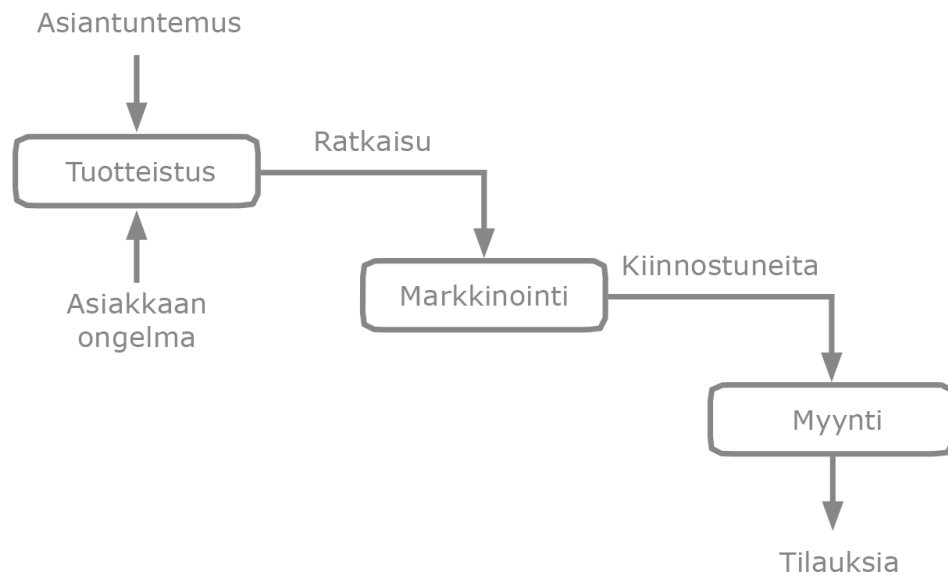 Asiantuntemus
Tuotteistus
Ratkaisu
Asiakkaan
ongelma
Markkinointi
Kiinnostuneita
Myynti
Tilauksia